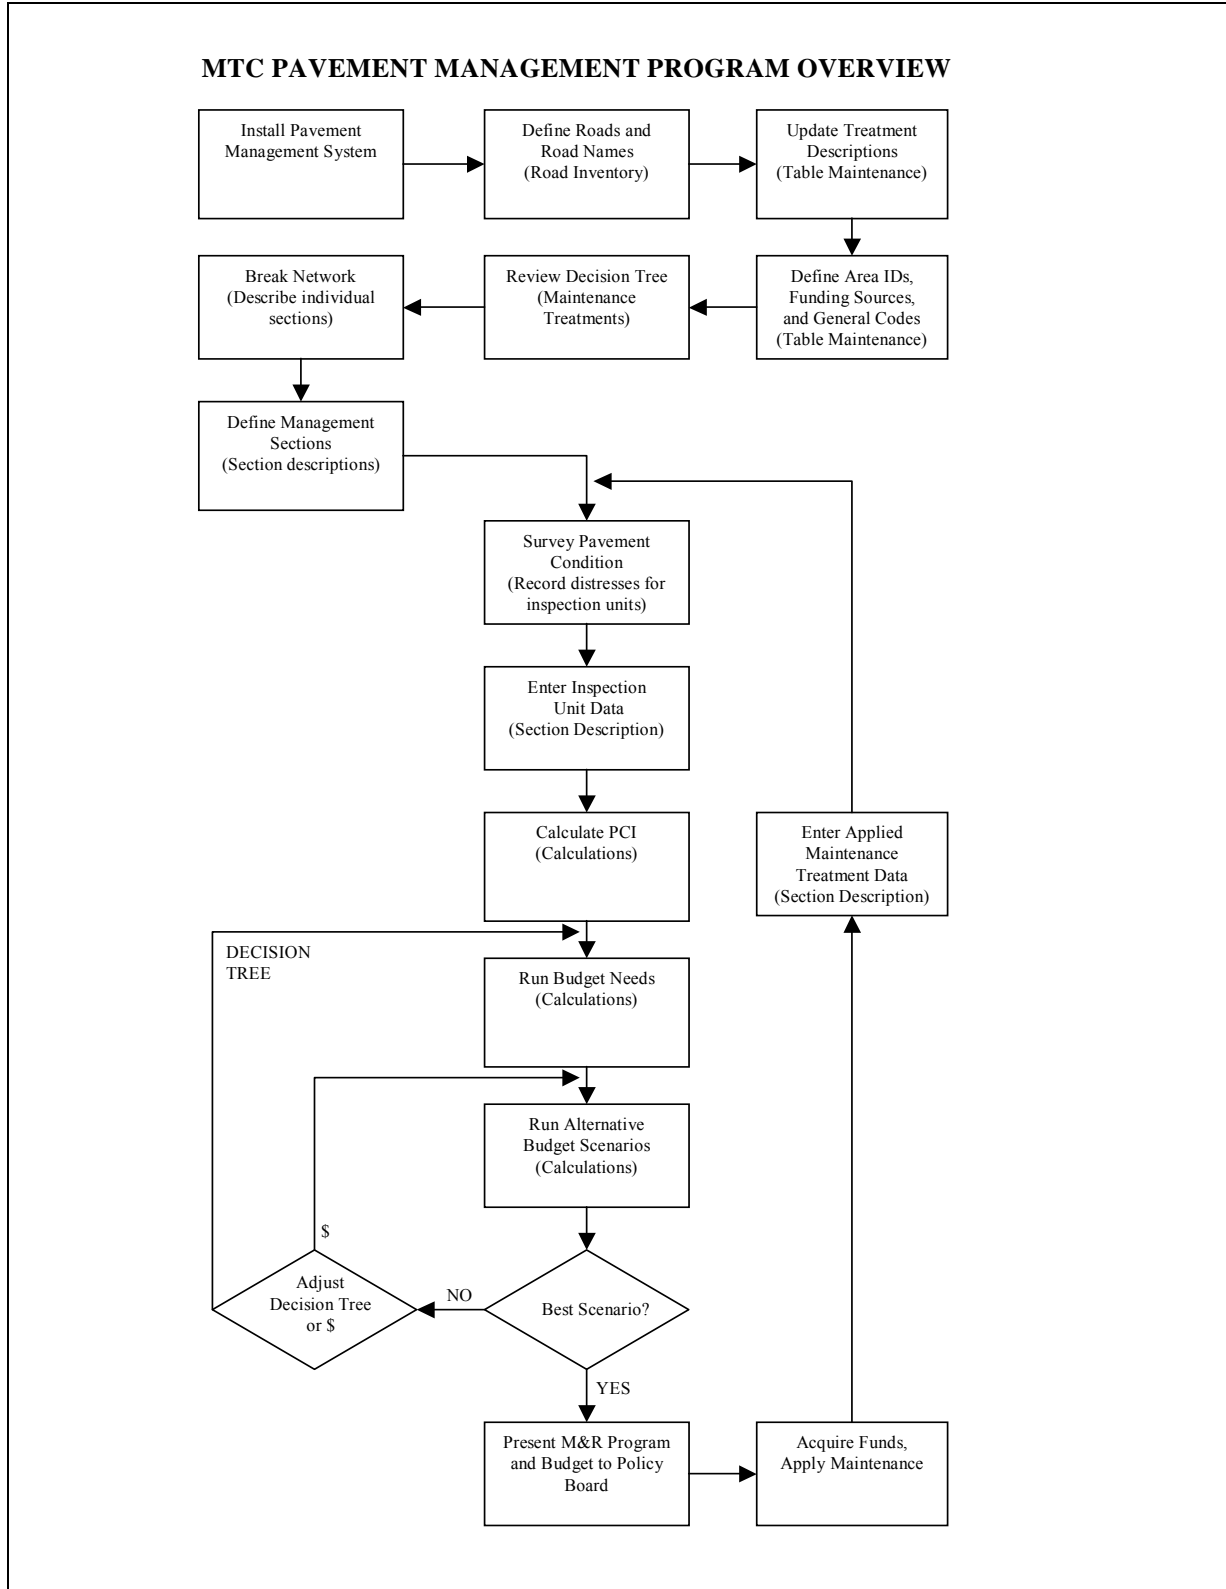 MTC PAVEMENT MANAGEMENT PROGRAM OVERVIEW
Install Pavement
Management System
Define Roads and
Road Names
(Road Inventory)
Update Treatment
Descriptions
(Table Maintenance)
Break Network
(Describe individual
sections)
Review Decision Tree
(Maintenance
Treatments)
Define Area IDs,
Funding Sources,
and General Codes
(Table Maintenance)
Define Management
Sections
(Section descriptions)
Survey Pavement
Condition
(Record distresses for
inspection units)
Enter Inspection
Unit Data
(Section Description)
Calculate PCI
(Calculations)
Enter Applied
Maintenance
Treatment Data
(Section Description)
DECISION
TREE
Run Budget Needs
(Calculations)
Run Alternative
Budget Scenarios
(Calculations)
$
Adjust
Decision Tree
or $
NO
Best Scenario?
YES
Present M&R Program
and Budget to Policy
Board
Acquire Funds,
Apply Maintenance